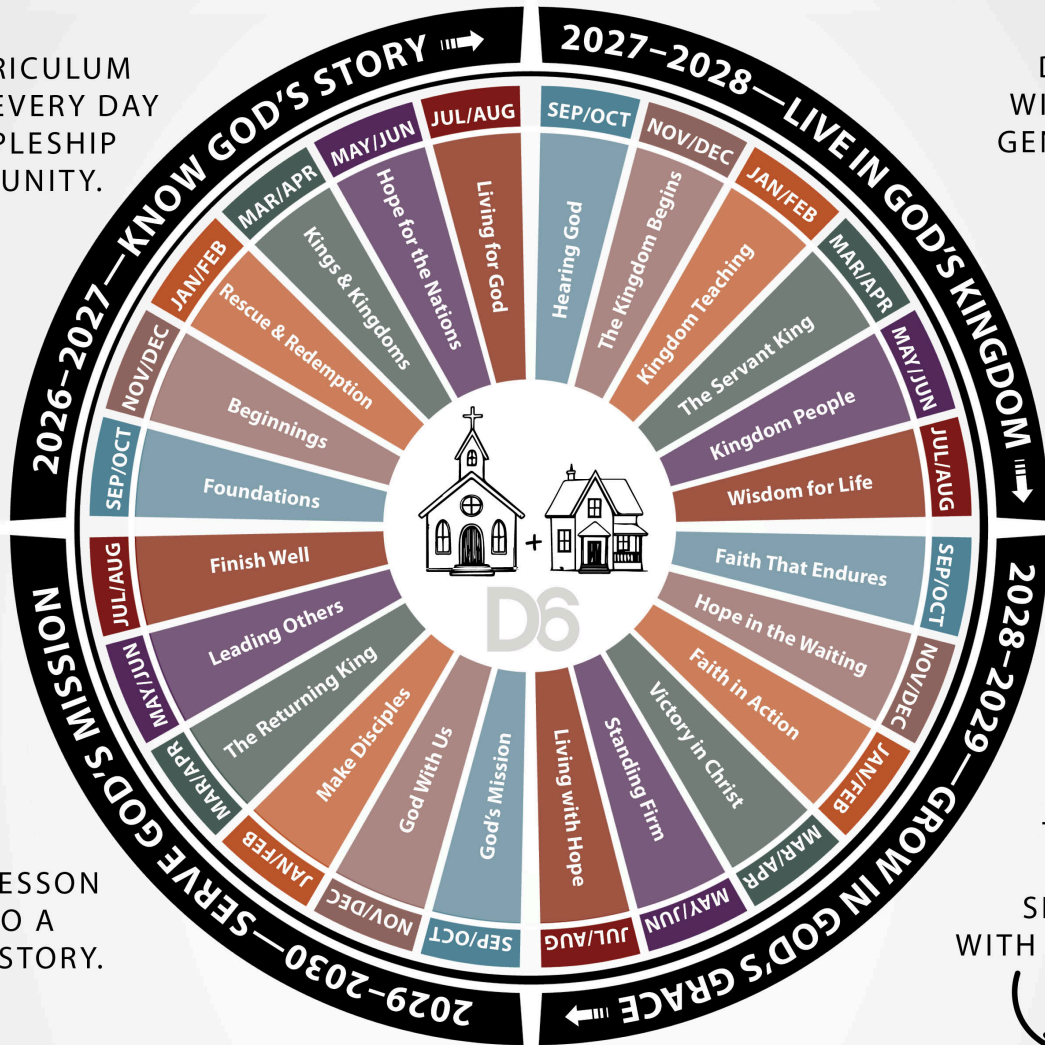 RICULUM
EVERY DAY
PLESHIP
UNITY.
D
WI
GEN
2026–2027—KNOW GOD'S STORY
SEP/OCT
Foundations
NOV/DEC
Beginnings
JAN/FEB
Rescue & Redemption
MAR/APR
Kings & Kingdoms
MAY/JUN
Hope for the Nations
JUL/AUG
Living for God
2027–2028—LIVE IN GOD'S KINGDOM
SEP/OCT
Hearing God
NOV/DEC
The Kingdom Begins
JAN/FEB
Kingdom Teaching
MAR/APR
The Servant King
MAY/JUN
Kingdom People
JUL/AUG
Wisdom for Life
2028–2029—GROW IN GOD'S GRACE
SEP/OCT
Faith That Endures
NOV/DEC
Hope in the Waiting
JAN/FEB
Faith in Action
MAR/APR
Victory in Christ
MAY/JUN
Standing Firm
JUL/AUG
Living with Hope
2029–2030—SERVE GOD'S MISSION
SEP/OCT
God's Mission
NOV/DEC
God With Us
JAN/FEB
Make Disciples
MAR/APR
The Returning King
MAY/JUN
Leading Others
JUL/AUG
Finish Well
+
D6
ESSON
O A
STORY.
WITH